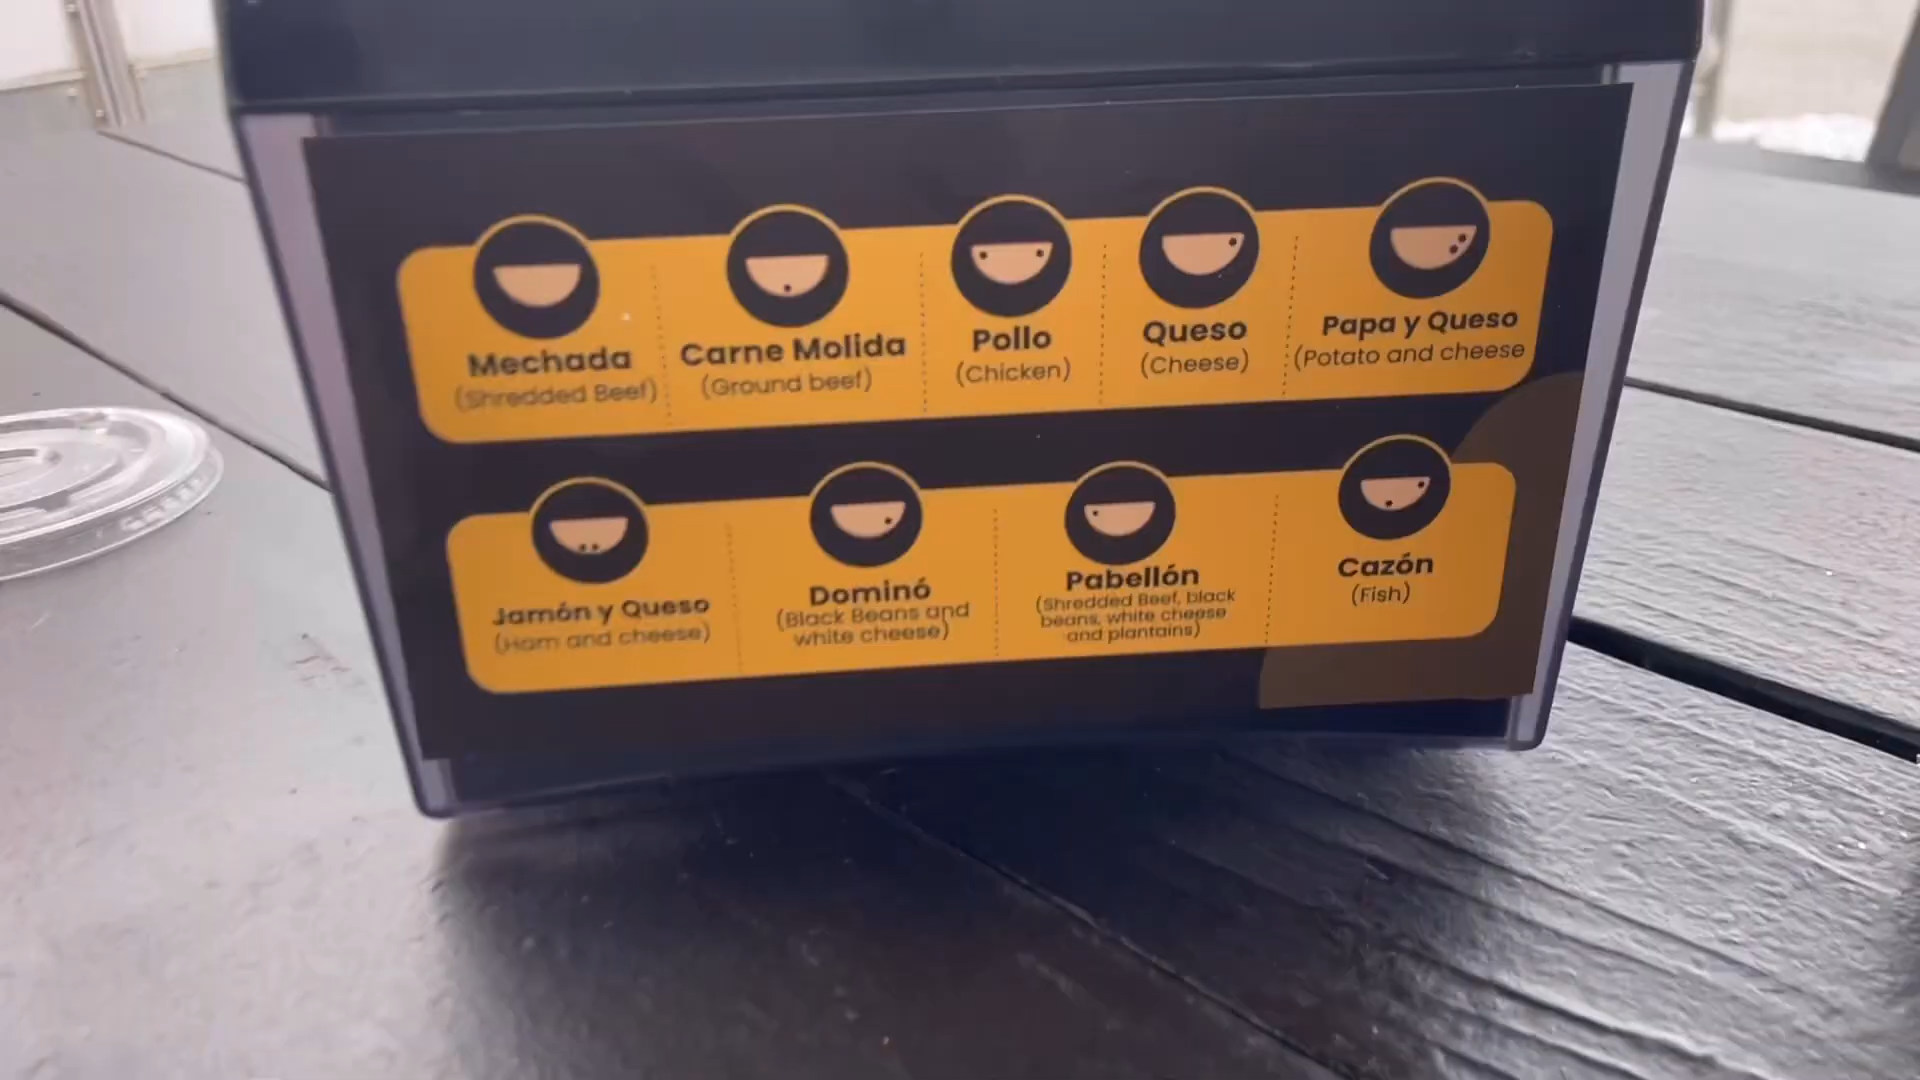 Mechada
(Shredded Beef)
Carne Molida
(Ground beef)
Pollo
(Chicken)
Queso
(Cheese)
Papa y Queso
(Potato and cheese
Jamón y Queso
(Ham and cheese)
Dominó
(Black Beans and
white cheese)
Pabellón
(Shredded Beef, black
beans, white cheese
and plantains)
Cazón
(Fish)